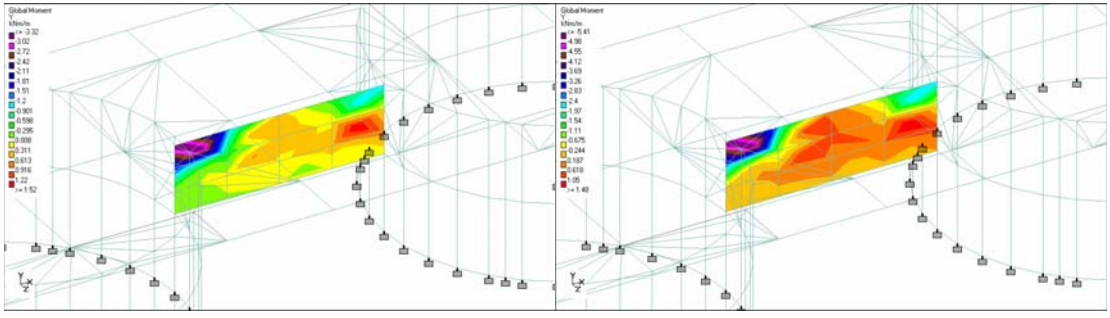 Global Moment
Y
kNm/m
<= -3.32
-3.02
-2.72
-2.42
-2.11
-1.81
-1.51
-1.2
-0.901
-0.598
-0.295
0.008
0.311
0.613
0.916
1.22
>= 1.52
Y
X
Z
Global Moment
Y
kNm/m
<= -5.41
-4.98
-4.55
-4.12
-3.69
-3.26
-2.83
-2.4
-1.97
-1.54
-1.11
-0.675
-0.244
0.187
0.618
1.05
>= 1.48
Y
X
Z